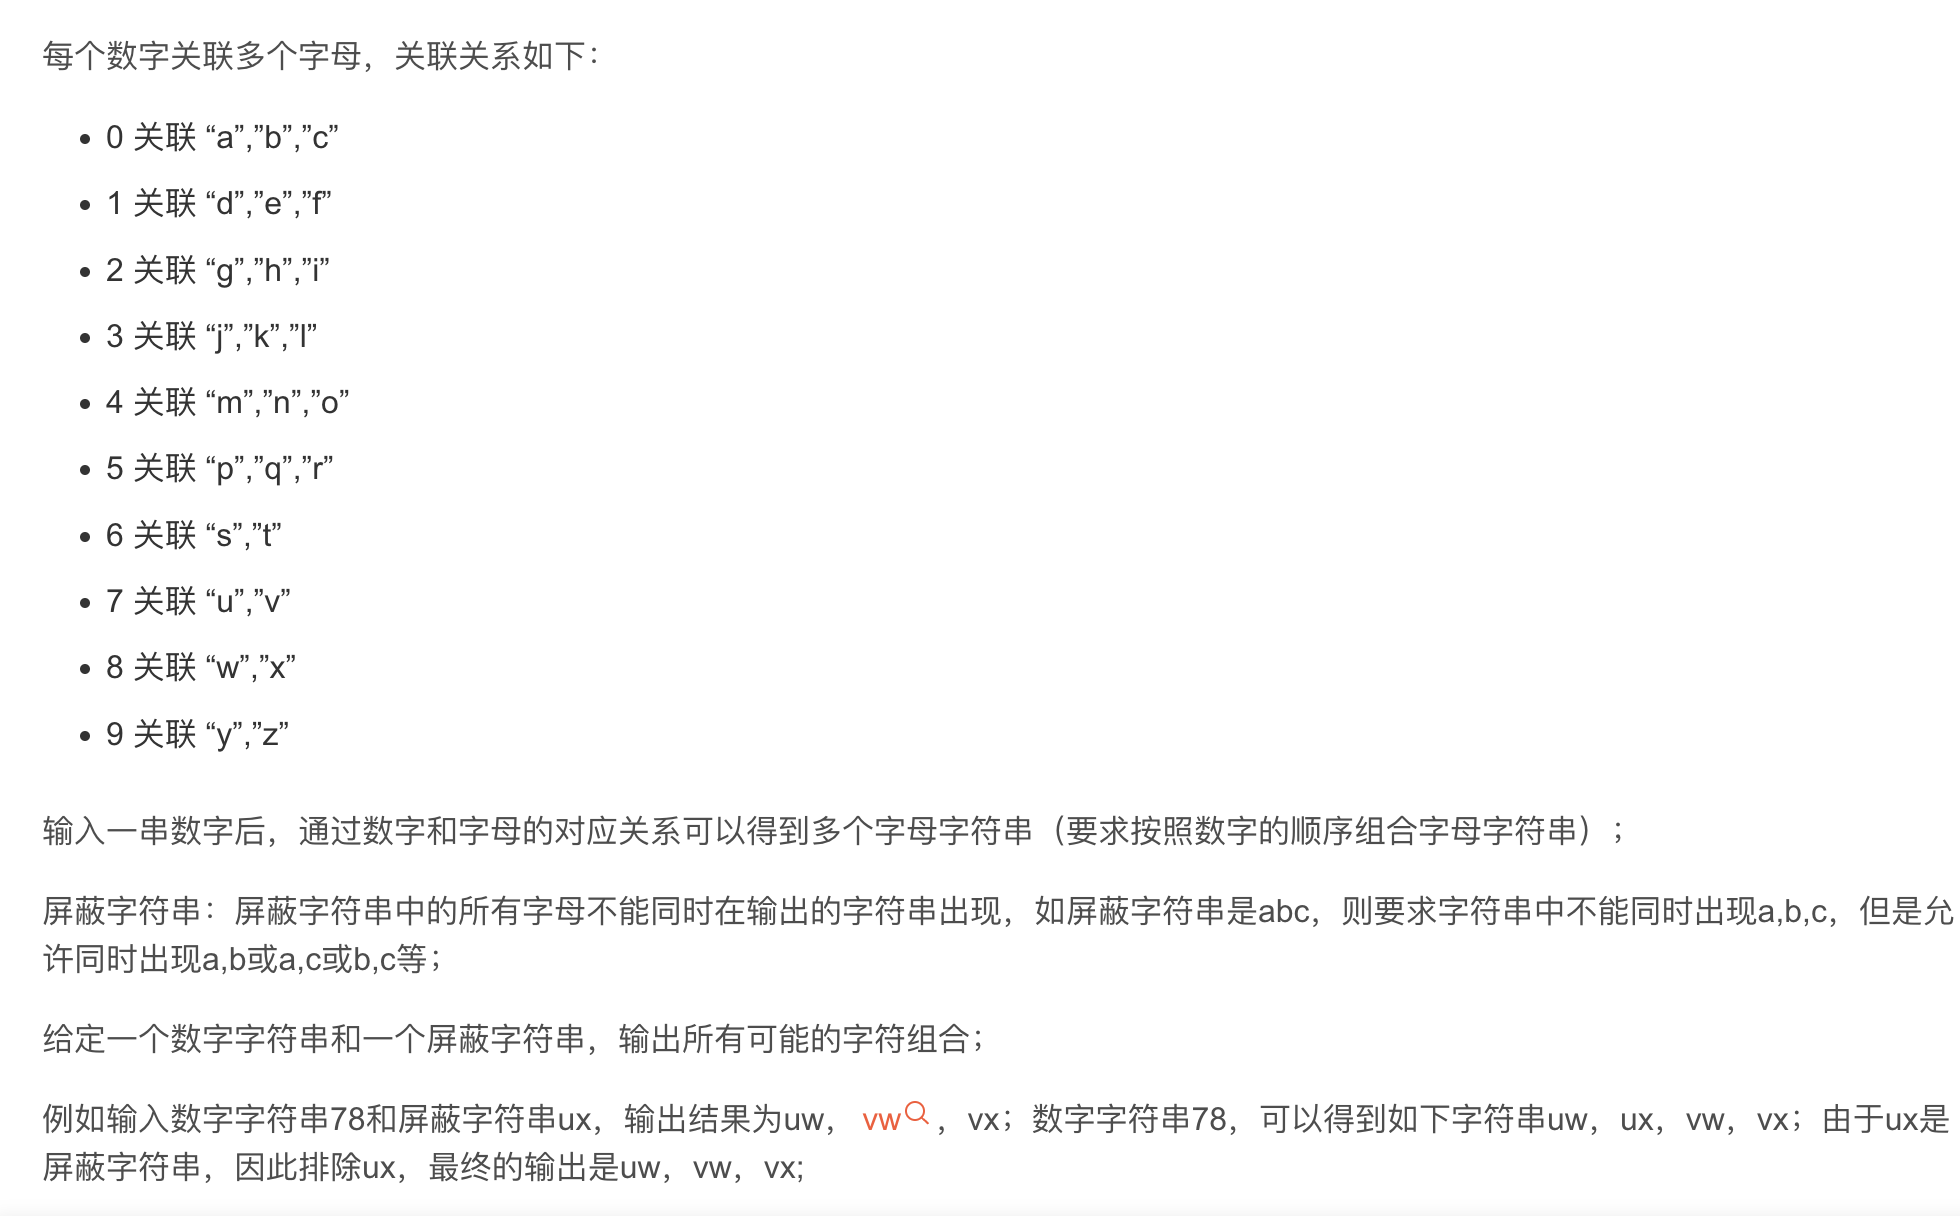 每个数字关联多个字母，关联关系如下：
• 0 关联 “a”,”b”,”c”
• 1 关联 “d”,”e”,”f”
• 2 关联 “g”,”h”,”i”
• 3 关联 “j”,”k”,”l”
• 4 关联 “m”,”n”,”o”
• 5 关联 “p”,”q”,”r”
• 6 关联 “s”,”t”
• 7 关联 “u”,”v”
• 8 关联 “w”,”x”
• 9 关联 “y”,”z”
输入一串数字后，通过数字和字母的对应关系可以得到多个字母字符串（要求按照数字的顺序组合字母字符串）；
屏蔽字符串：屏蔽字符串中的所有字母不能同时在输出的字符串出现，如屏蔽字符串是abc，则要求字符串中不能同时出现a,b,c，但是允
许同时出现a,b或a,c或b,c等；
给定一个数字字符串和一个屏蔽字符串，输出所有可能的字符组合；
例如输入数字字符串78和屏蔽字符串ux，输出结果为uw，vw，vx；数字字符串78，可以得到如下字符串uw，ux，vw，vx；由于ux是
屏蔽字符串，因此排除ux，最终的输出是uw，vw，vx;